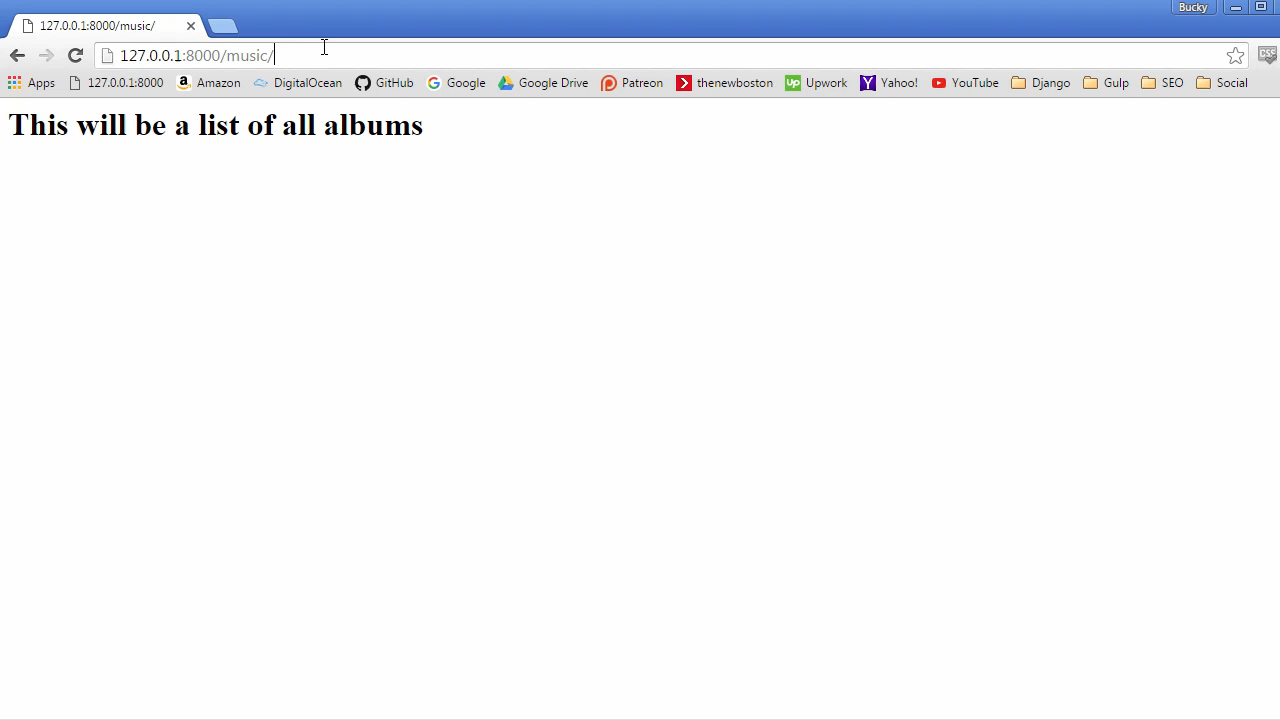 Bucky
127.0.0.1:8000/music/
127.0.0.1:8000/music/
CSS
Apps 127.0.0.1:8000 Amazon DigitalOcean GitHub Google Google Drive Patreon thenewboston Up Upwork Yahoo! YouTube Django Gulp SEO Social
This will be a list of all albums